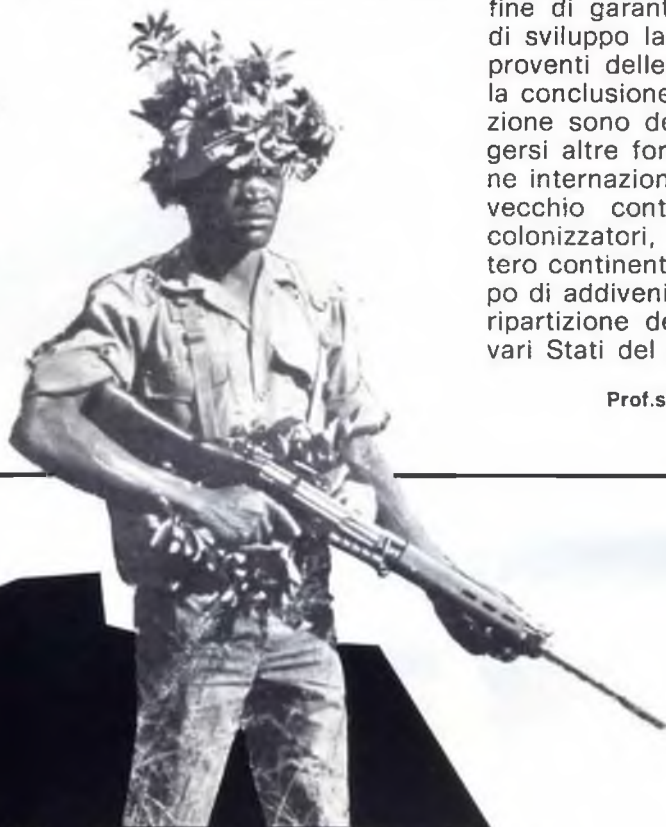 fine di garant
di sviluppo la
proventi delle
la conclusione
zione sono de
gersi altre for
ne internazion
vecchio cont
colonizzatori,
tero continent
po di addiveni
ripartizione de
vari Stati del
Prof.s